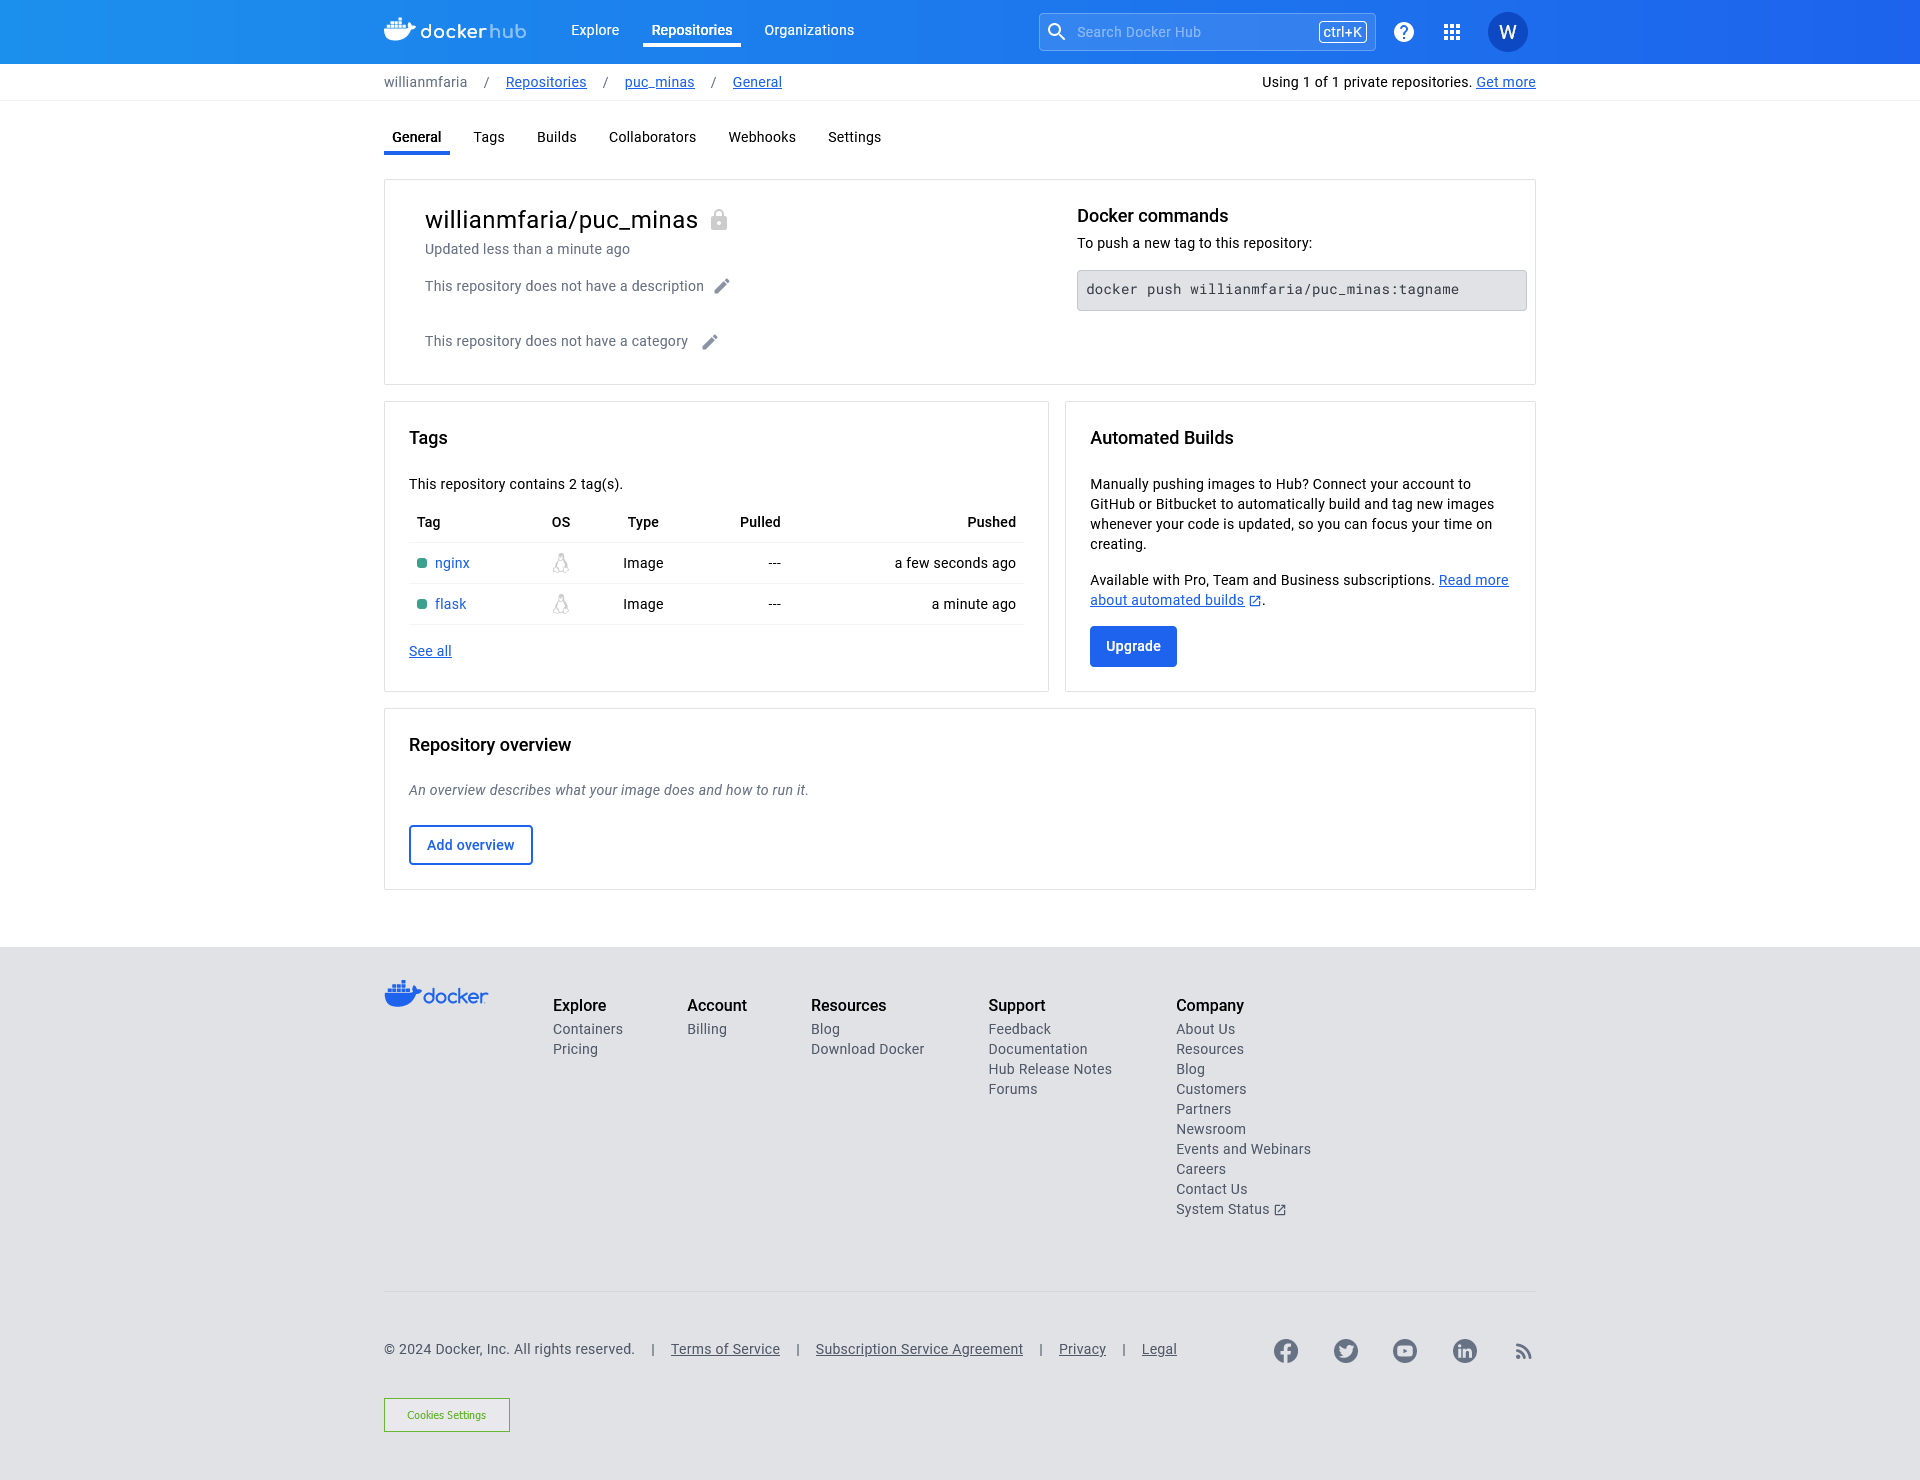 dockerhub Explore Repositories Organizations Search Docker Hub ctrl+K W
willianmfaria / Repositories / puc_minas / General Using 1 of 1 private repositories. Get more
General Tags Builds Collaborators Webhooks Settings
willianmfaria/puc_minas
Updated less than a minute ago
This repository does not have a description
This repository does not have a category
Docker commands
To push a new tag to this repository:
docker push willianmfaria/puc_minas:tagname
Tags
This repository contains 2 tag(s).
Tag OS Type Pulled Pushed
nginx Image --- a few seconds ago
flask Image --- a minute ago
See all
Automated Builds
Manually pushing images to Hub? Connect your account to
GitHub or Bitbucket to automatically build and tag new images
whenever your code is updated, so you can focus your time on
creating.
Available with Pro, Team and Business subscriptions. Read more
about automated builds .
Upgrade
Repository overview
An overview describes what your image does and how to run it.
Add overview
docker
Explore
Containers
Pricing
Account
Billing
Resources
Blog
Download Docker
Support
Feedback
Documentation
Hub Release Notes
Forums
Company
About Us
Resources
Blog
Customers
Partners
Newsroom
Events and Webinars
Careers
Contact Us
System Status
© 2024 Docker, Inc. All rights reserved. | Terms of Service | Subscription Service Agreement | Privacy | Legal
Cookies Settings